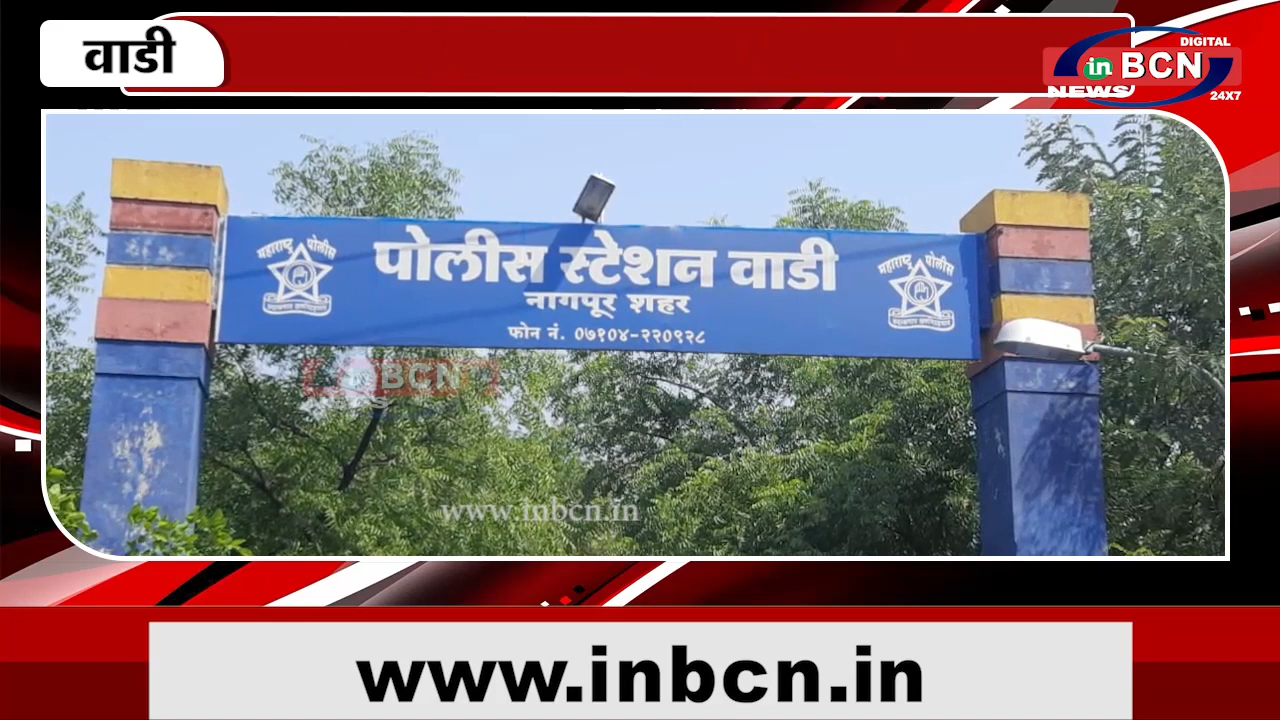 वाडी
DIGITAL
in BCN
NEWS
24X7
महाराष्ट्र पोलीस
पोलीस स्टेशन वाडी
महाराष्ट्र पोलीस
नागपूर शहर
फोन नं. ०७१०४-२२०९२८
in BCN
www.inbcn.in
www.inbcn.in